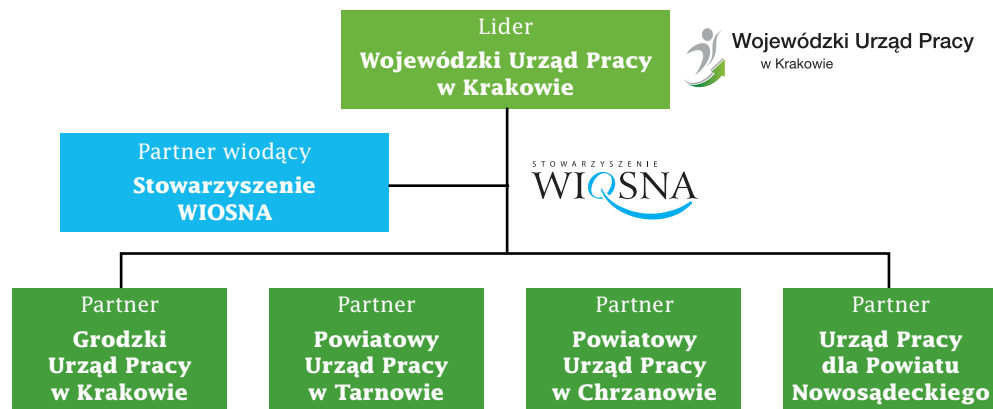 Lider
Wojewódzki Urząd Pracy
w Krakowie
Wojewódzki Urząd Pracy
w Krakowie
Partner wiodący
Stowarzyszenie
WIOSNA
STOWARZYSZENIE
WIOSNA
Partner
Grodzki
Urząd Pracy
w Krakowie
Partner
Powiatowy
Urząd Pracy
w Tarnowie
Partner
Powiatowy
Urząd Pracy
w Chrzanowie
Partner
Urząd Pracy
dla Powiatu
Nowosądeckiego